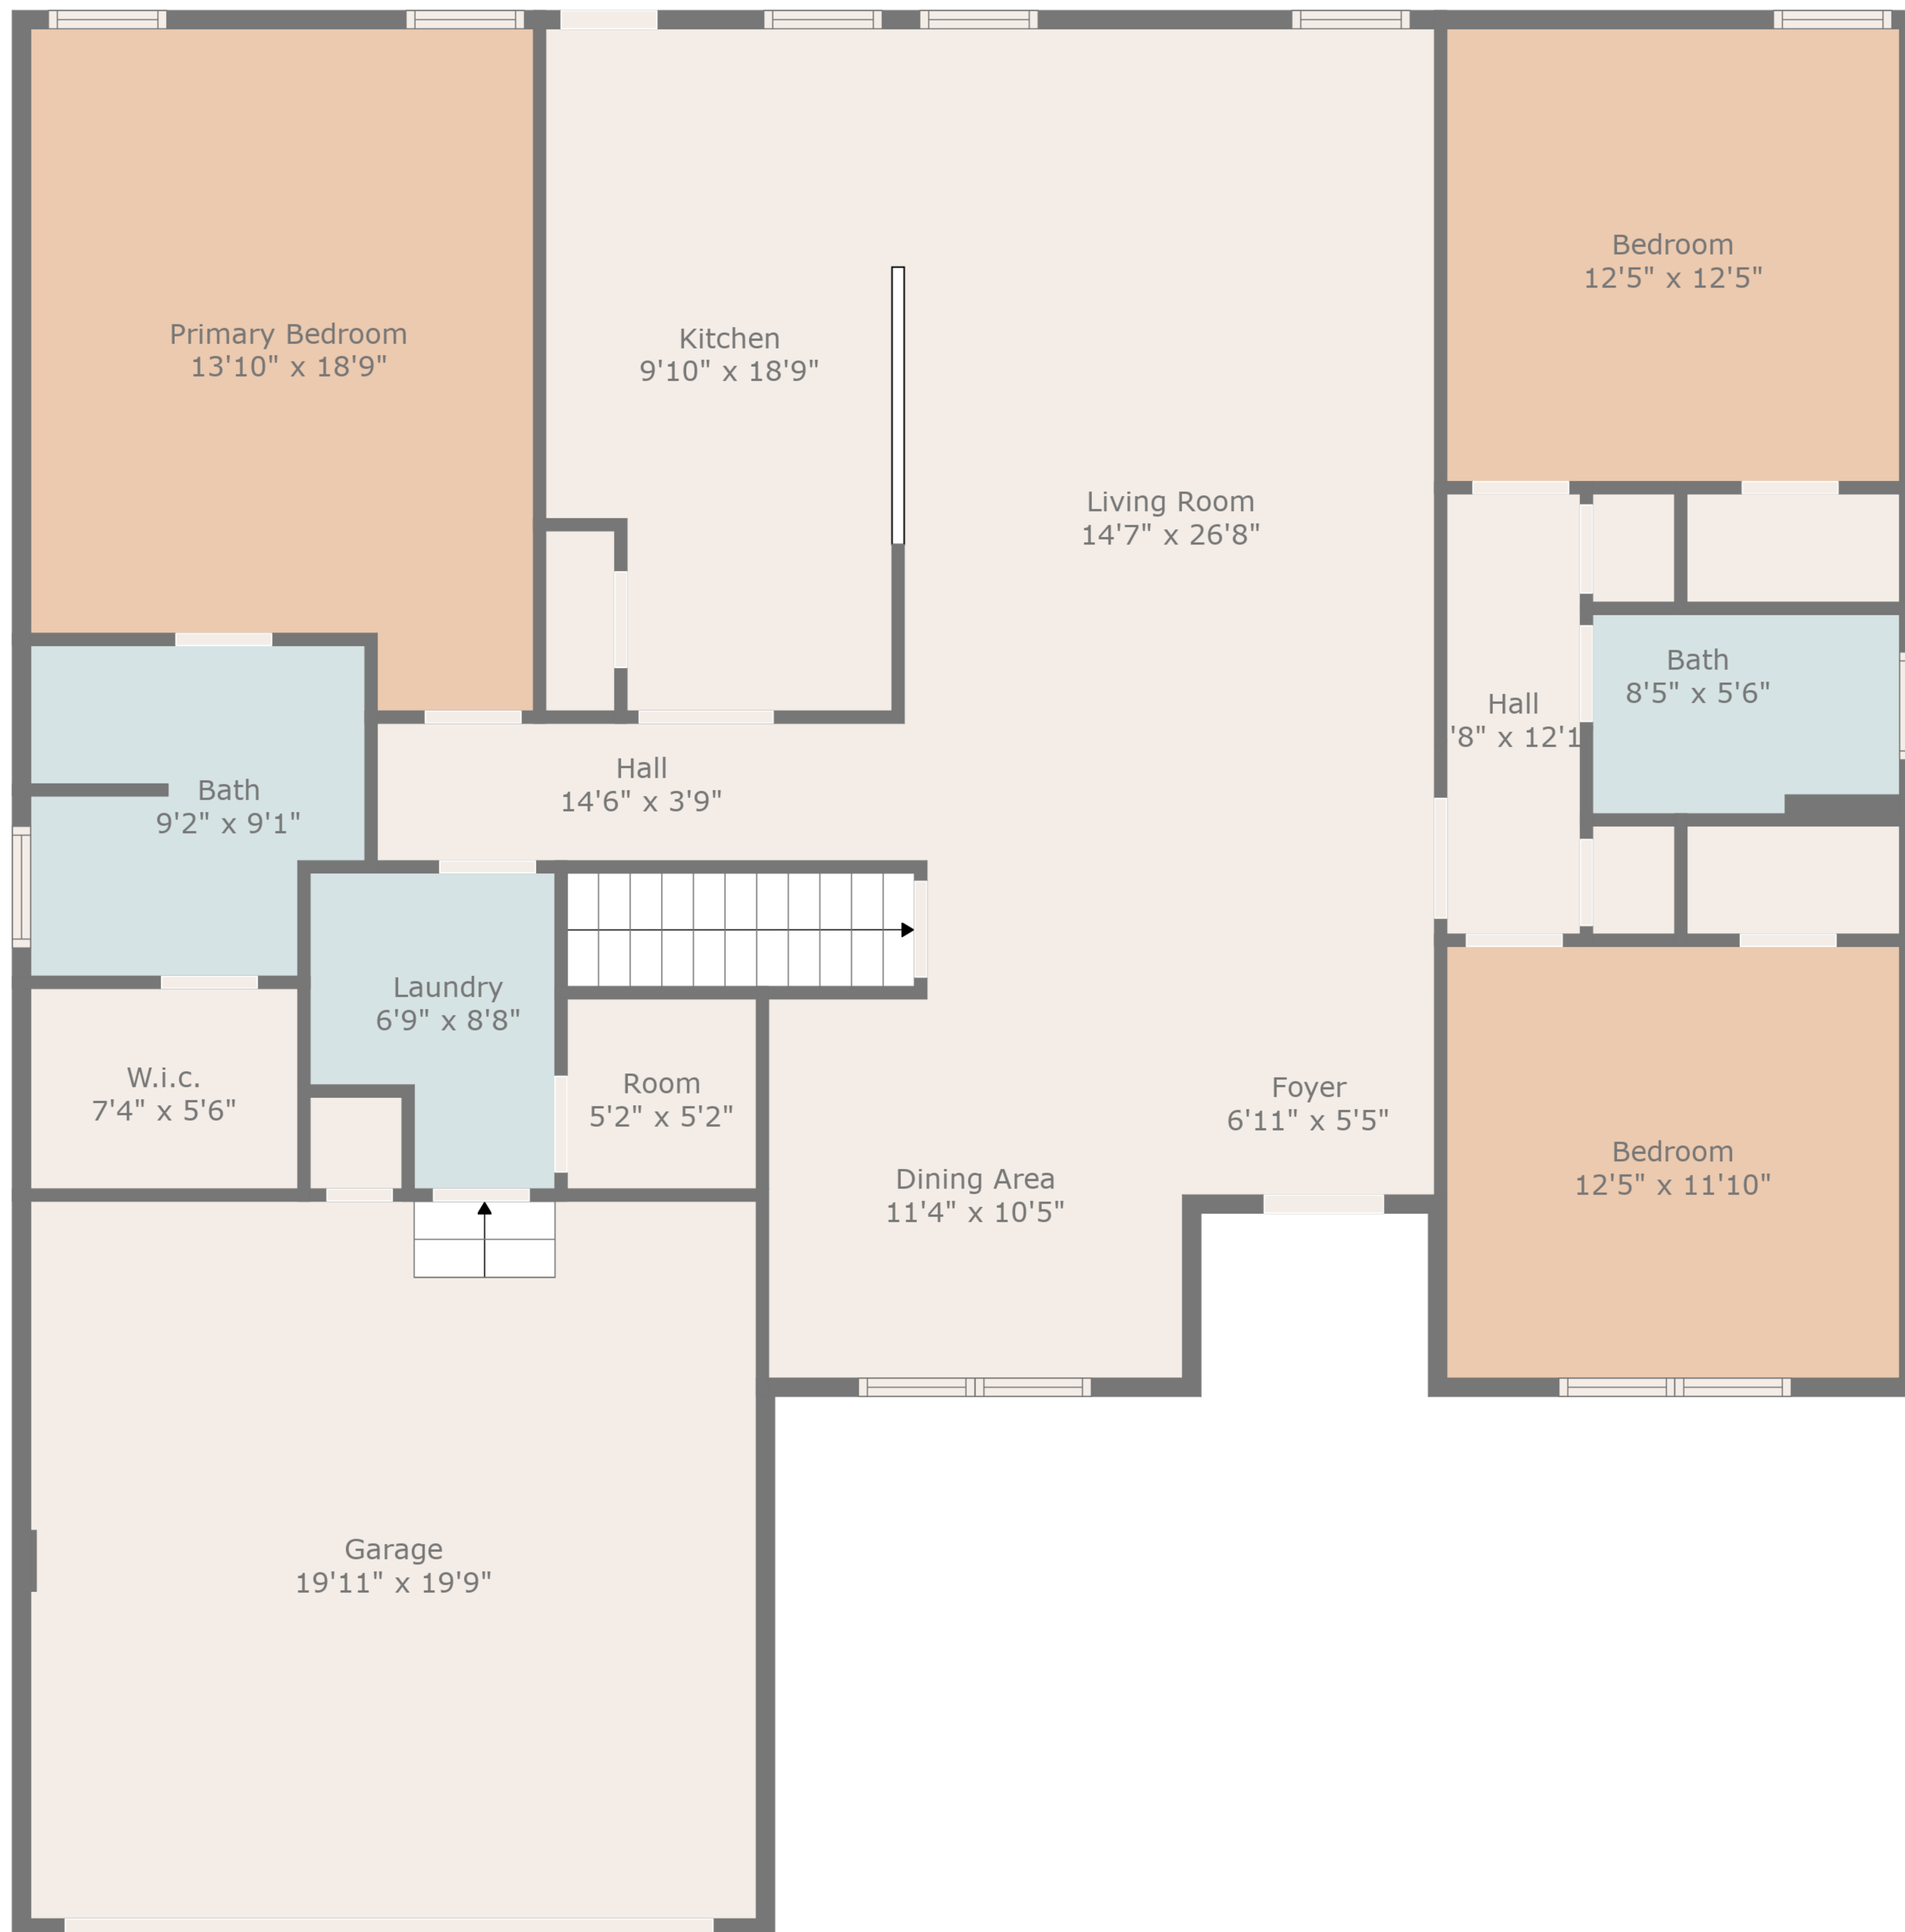 Primary Bedroom
13'10" x 18'9"
Kitchen
9'10" x 18'9"
Living Room
14'7" x 26'8"
Bedroom
12'5" x 12'5"
Bath
8'5" x 5'6"
Hall
'8" x 12'1
Hall
14'6" x 3'9"
Bath
9'2" x 9'1"
Laundry
6'9" x 8'8"
W.i.c.
7'4" x 5'6"
Room
5'2" x 5'2"
Foyer
6'11" x 5'5"
Dining Area
11'4" x 10'5"
Bedroom
12'5" x 11'10"
Garage
19'11" x 19'9"